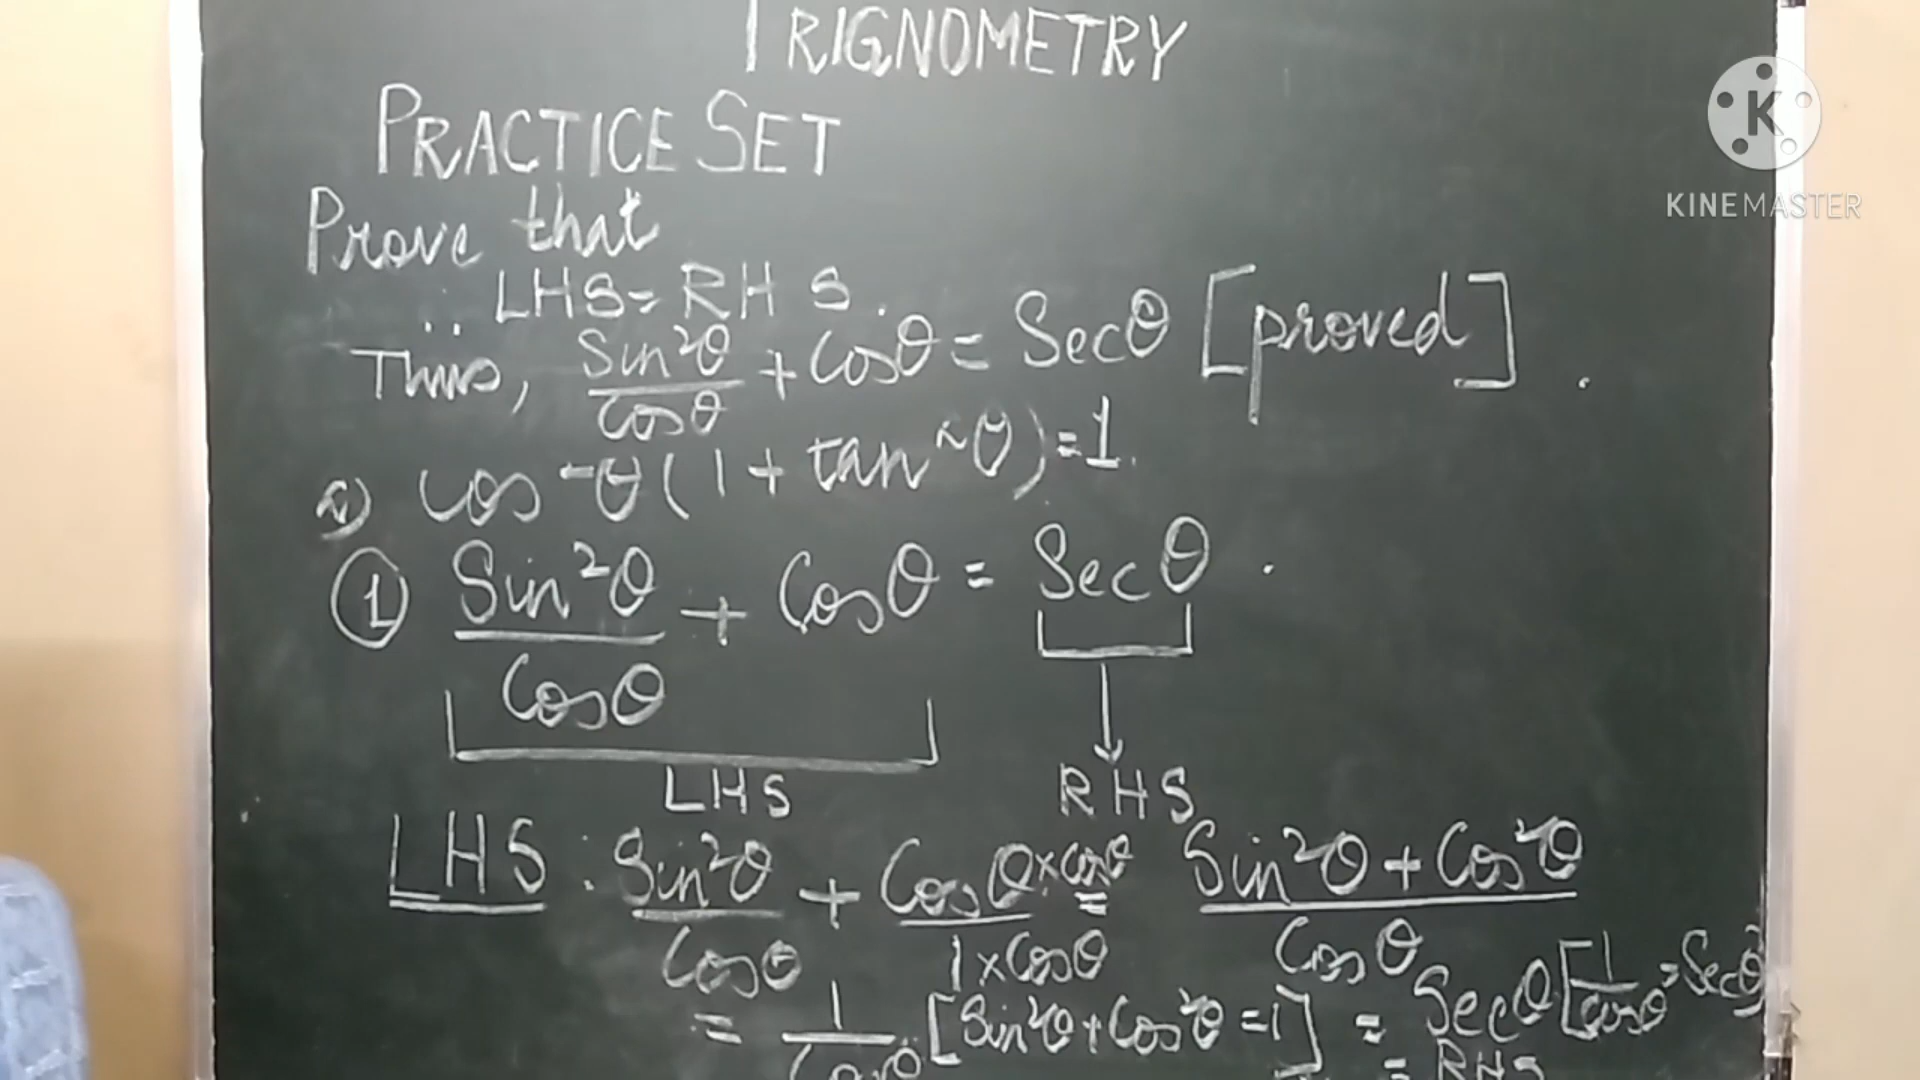 TRIGNOMETRY
PRACTICE SET
K
KINEMASTER
Prove that
∴ LHS = RHS.
Thus, Sin²θ/Cosθ + Cosθ = Secθ [proved].
2) cos²θ(1 + tan²θ) = 1.
① Sin²θ/Cosθ + Cosθ = Secθ.
LHS RHS
LHS : Sin²θ/Cosθ + Cosθ × cosθ/1 × Cosθ = Sin²θ + Cos²θ/Cosθ
= 1/Cosθ [Sin²θ + Cos²θ = 1] = Secθ [1/cosθ = Secθ]
= RHS